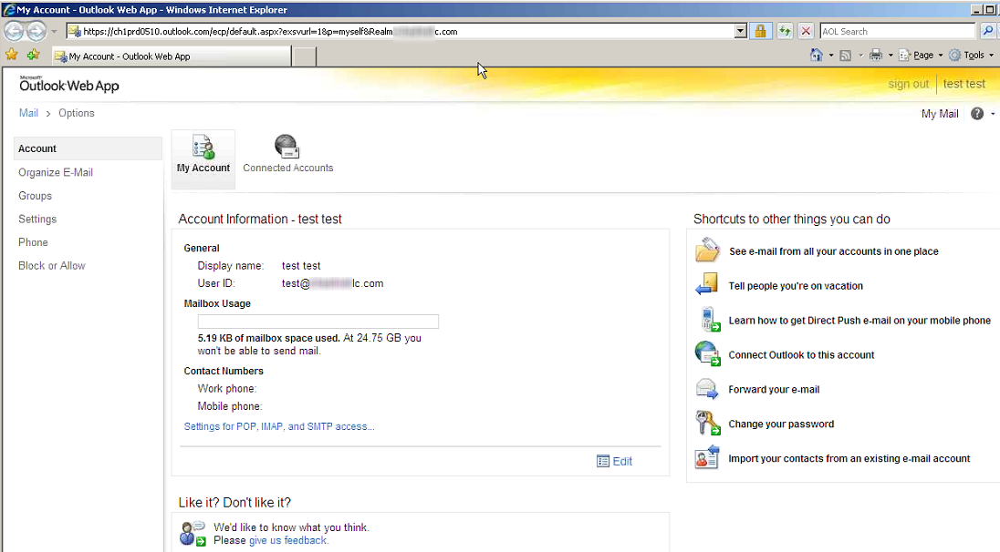 My Account - Outlook Web App - Windows Internet Explorer
https://ch1prd0510.outlook.com/ecp/default.aspx?exsvurl=1&p=myself&Realm c.com
AOL Search
My Account - Outlook Web App
Page
Tools
Microsoft
Outlook Web App
sign out
test test
Mail > Options
My Mail
Account
Organize E-Mail
Groups
Settings
Phone
Block or Allow
My Account
Connected Accounts
Account Information - test test
General
Display name: test test
User ID: test@ lc.com
Mailbox Usage
5.19 KB of mailbox space used. At 24.75 GB you
won't be able to send mail.
Contact Numbers
Work phone:
Mobile phone:
Settings for POP, IMAP, and SMTP access...
Edit
Shortcuts to other things you can do
See e-mail from all your accounts in one place
Tell people you're on vacation
Learn how to get Direct Push e-mail on your mobile phone
Connect Outlook to this account
Forward your e-mail
Change your password
Import your contacts from an existing e-mail account
Like it? Don't like it?
We'd like to know what you think.
Please give us feedback.